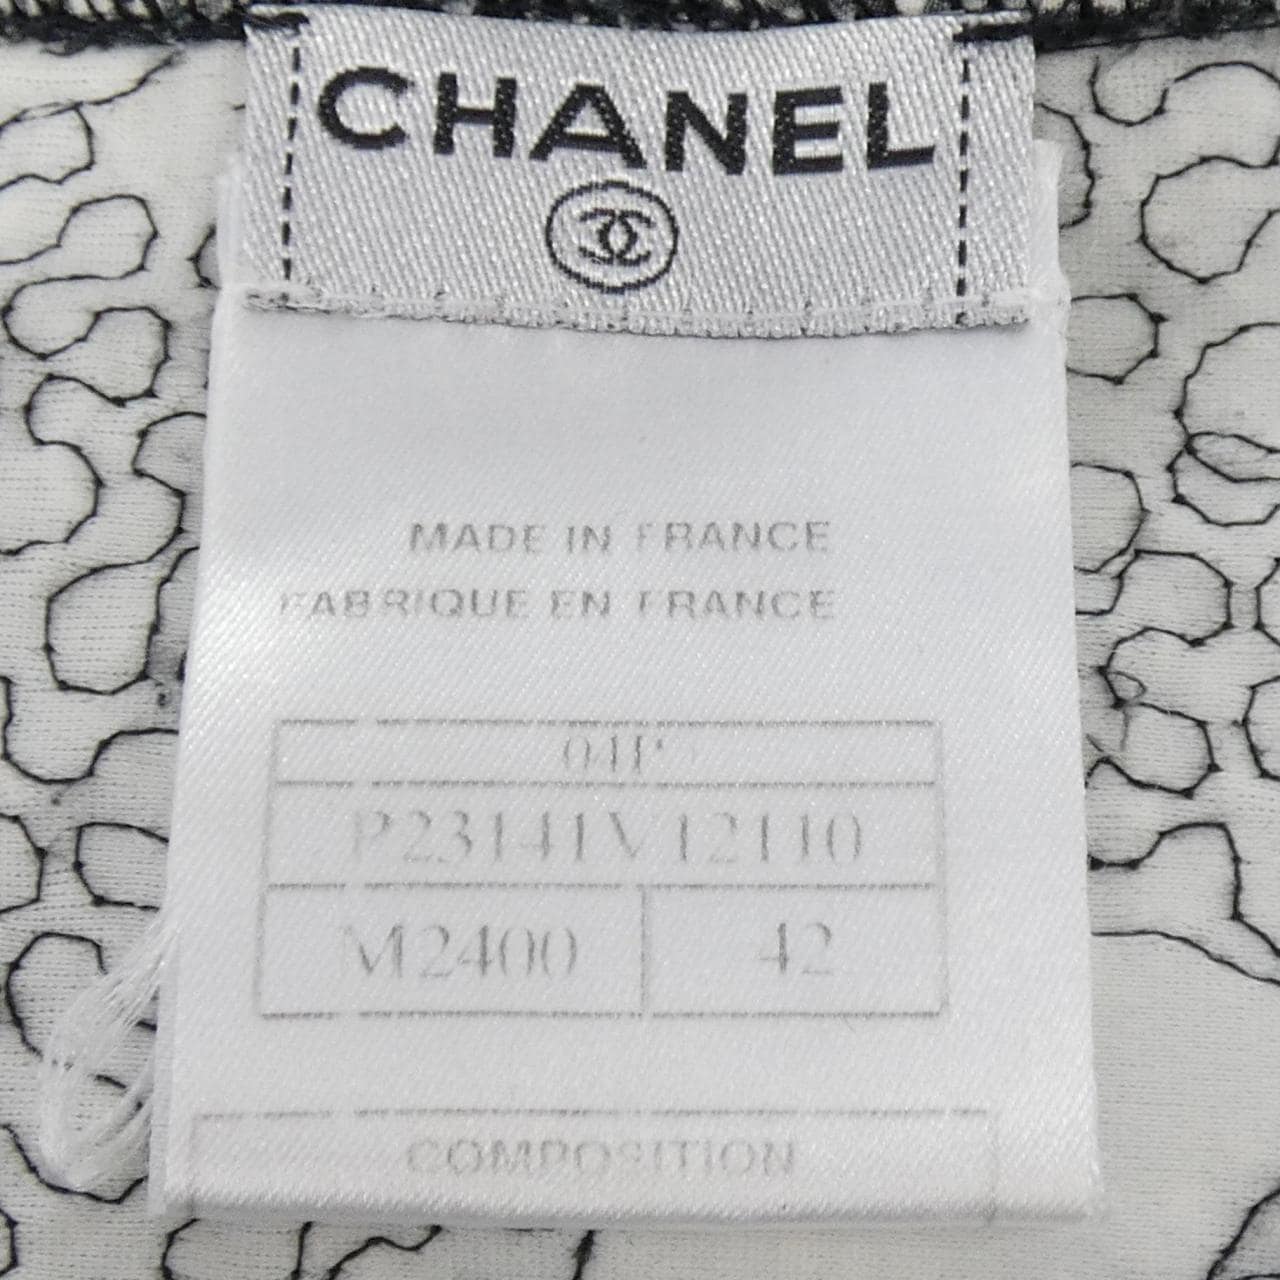 CHANEL
MADE IN FRANCE
FABRIQUE EN FRANCE
04P
P23141V12110
M2400 42
COMPOSITION